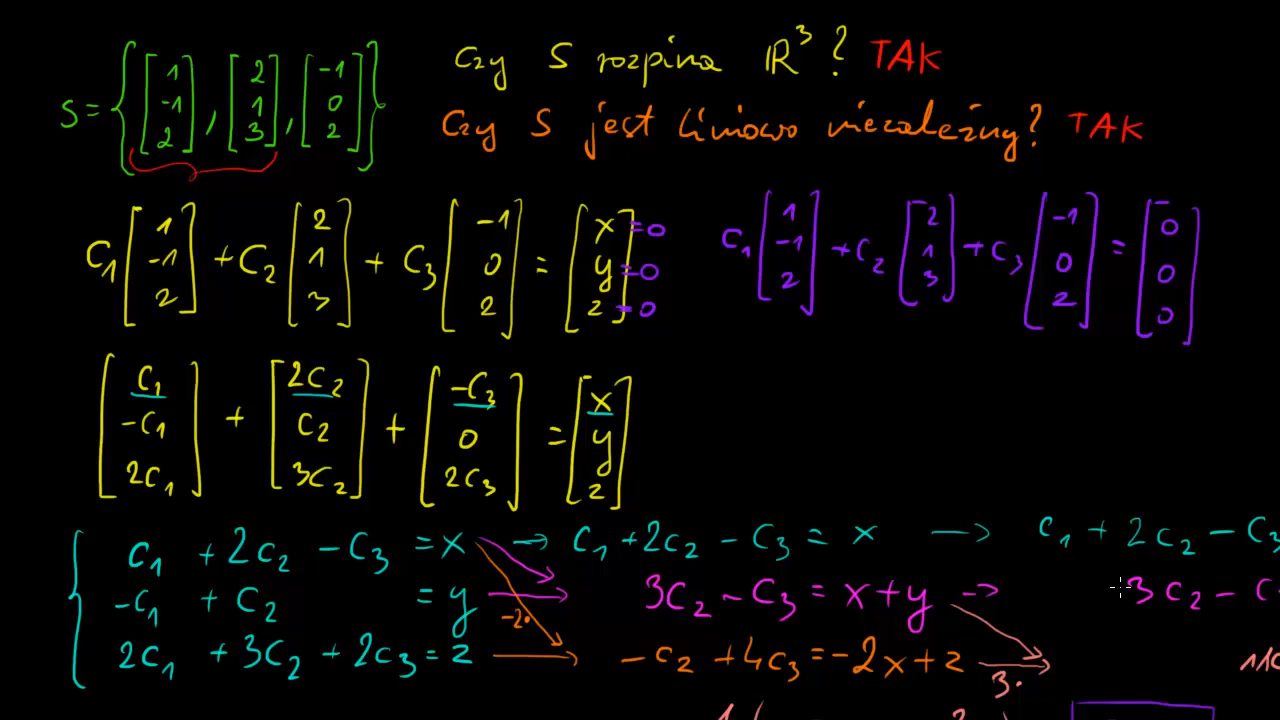 S = { [1 -1 2], [2 1 3], [-1 0 2] }
Czy S rozpina ℝ³? TAK
Czy S jest liniowo niezależny? TAK
C₁ [1 -1 2] + C₂ [2 1 3] + C₃ [-1 0 2] = [x y z] =0 =0 =0
C₁ [1 -1 2] + C₂ [2 1 3] + C₃ [-1 0 2] = [0 0 0]
[C₁ -C₁ 2C₁] + [2C₂ C₂ 3C₂] + [-C₃ 0 2C₃] = [x y z]
C₁ + 2C₂ - C₃ = x → C₁ + 2C₂ - C₃ = x → C₁ + 2C₂ - C₃
-C₁ + C₂ = y -2· 3C₂ - C₃ = x + y → 3C₂ - C
2C₁ + 3C₂ + 2C₃ = z → -C₂ + 4C₃ = -2x + z 3· 11C